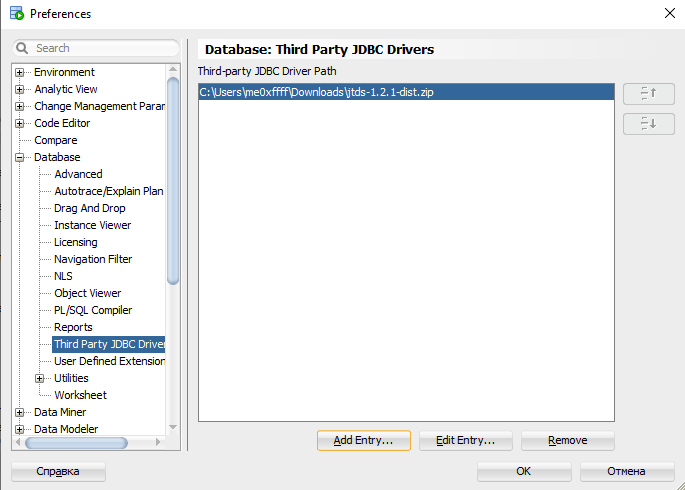 Preferences
Search
Environment
Analytic View
Change Management Parar
Code Editor
Compare
Database
Advanced
Autotrace/Explain Plan
Drag And Drop
Instance Viewer
Licensing
Navigation Filter
NLS
Object Viewer
PL/SQL Compiler
Reports
Third Party JDBC Driver
User Defined Extension
Utilities
Worksheet
Data Miner
Data Modeler
Database: Third Party JDBC Drivers
Third-party JDBC Driver Path
C:\Users\me0xffff\Downloads\jtds-1.2.1-dist.zip
Add Entry...
Edit Entry...
Remove
Справка
OK
Отмена